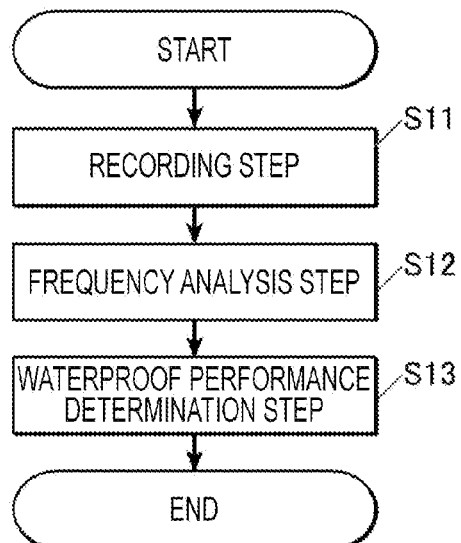 START
S11
RECORDING STEP
S12
FREQUENCY ANALYSIS STEP
S13
WATERPROOF PERFORMANCE
DETERMINATION STEP
END